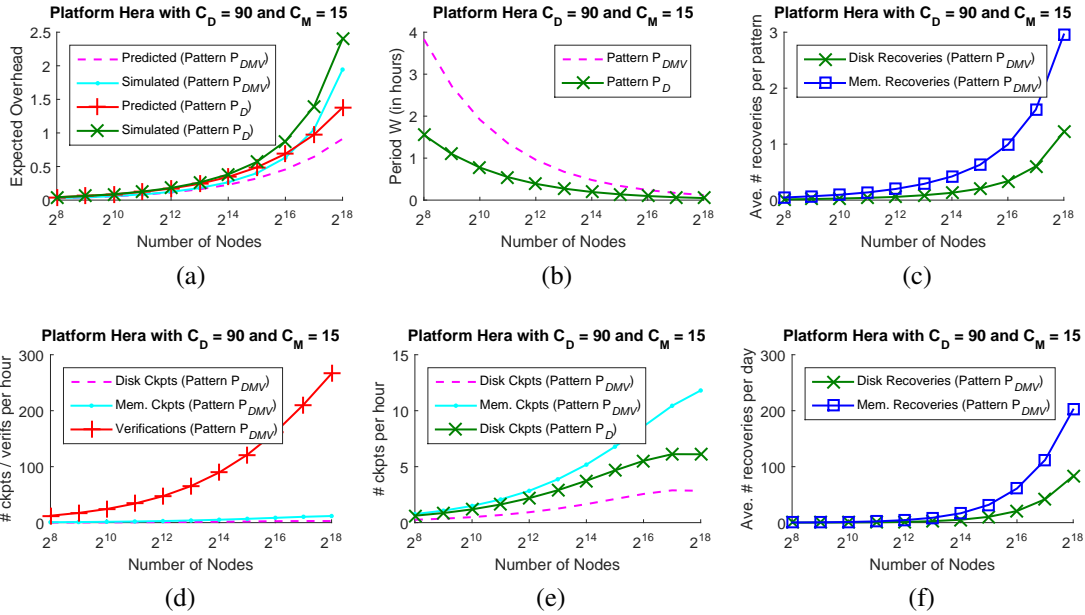 Platform Hera with C_D = 90 and C_M = 15
Expected Overhead
2.5
2
1.5
1
0.5
0
Predicted (Pattern P_DMV)
Simulated (Pattern P_DMV)
Predicted (Pattern P_D)
Simulated (Pattern P_D)
2^8 2^10 2^12 2^14 2^16 2^18
Number of Nodes
(a)
Platform Hera with C_D = 90 and C_M = 15
Period W (in hours)
4
3
2
1
0
Pattern P_DMV
Pattern P_D
2^8 2^10 2^12 2^14 2^16 2^18
Number of Nodes
(b)
Platform Hera with C_D = 90 and C_M = 15
Ave. # recoveries per pattern
3
2
1
0
Disk Recoveries (Pattern P_DMV)
Mem. Recoveries (Pattern P_DMV)
2^8 2^10 2^12 2^14 2^16 2^18
Number of Nodes
(c)
Platform Hera with C_D = 90 and C_M = 15
# ckpts / verifs per hour
300
200
100
0
Disk Ckpts (Pattern P_DMV)
Mem. Ckpts (Pattern P_DMV)
Verifications (Pattern P_DMV)
2^8 2^10 2^12 2^14 2^16 2^18
Number of Nodes
(d)
Platform Hera with C_D = 90 and C_M = 15
# ckpts per hour
15
10
5
0
Disk Ckpts (Pattern P_DMV)
Mem. Ckpts (Pattern P_DMV)
Disk Ckpts (Pattern P_D)
2^8 2^10 2^12 2^14 2^16 2^18
Number of Nodes
(e)
Platform Hera with C_D = 90 and C_M = 15
Ave. # recoveries per day
300
200
100
0
Disk Recoveries (Pattern P_DMV)
Mem. Recoveries (Pattern P_DMV)
2^8 2^10 2^12 2^14 2^16 2^18
Number of Nodes
(f)